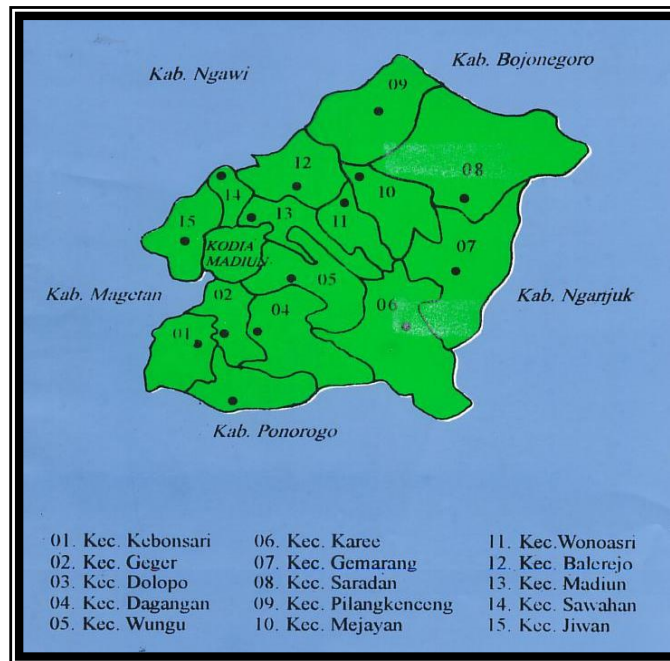 Kab. Ngawi
Kab. Bojonegoro
09
12
08
14
10
13
11
15
KODIA
MADIUN
07
05
Kab. Magetan
Kab. Nganjuk
02
04
06
01
Kab. Ponorogo
01. Kec. Kebonsari
02. Kec. Geger
03. Kec. Dolopo
04. Kec. Dagangan
05. Kec. Wungu
06. Kec. Karee
07. Kec. Gemarang
08. Kec. Saradan
09. Kec. Pilangkenceng
10. Kec. Mejayan
11. Kec.Wonoasri
12. Kec. Balerejo
13. Kec. Madiun
14. Kec. Sawahan
15. Kec. Jiwan